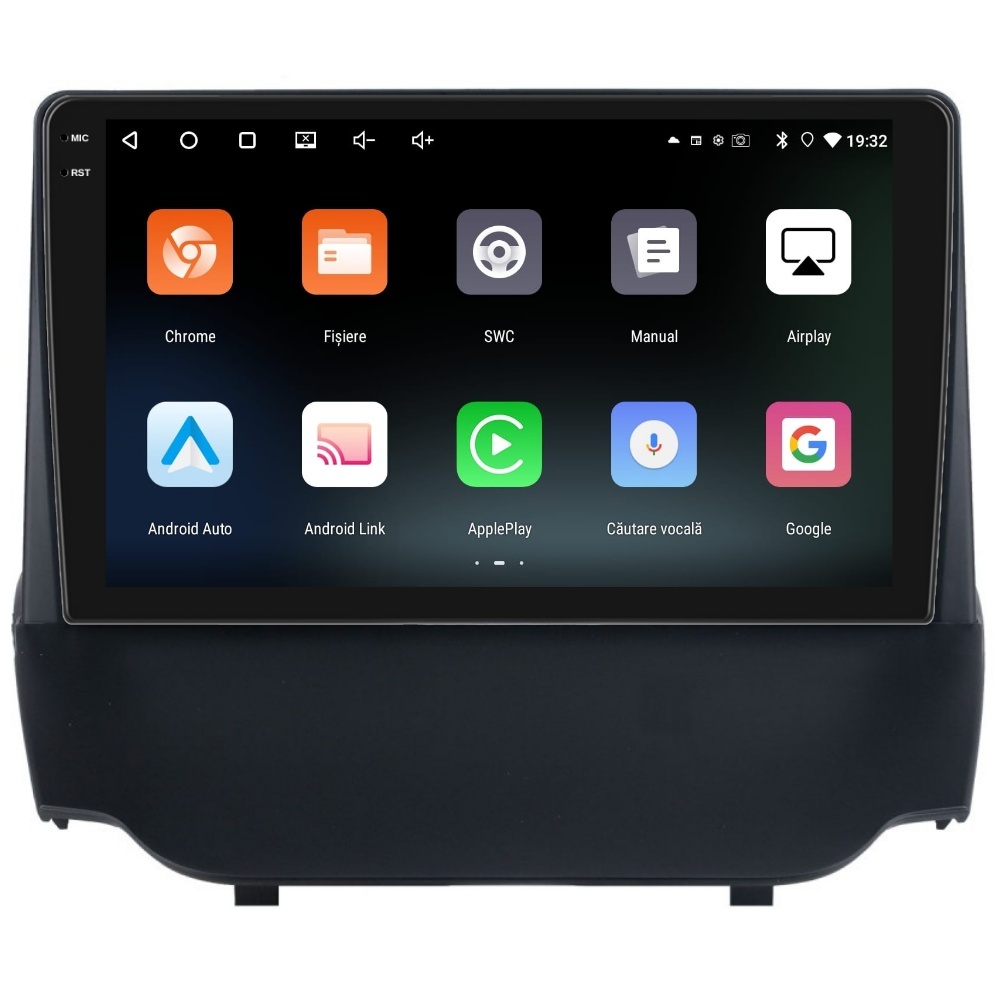 MIC
19:32
RST
Chrome
Fișiere
SWC
Manual
Airplay
Android Auto
Android Link
ApplePlay
Căutare vocală
Google